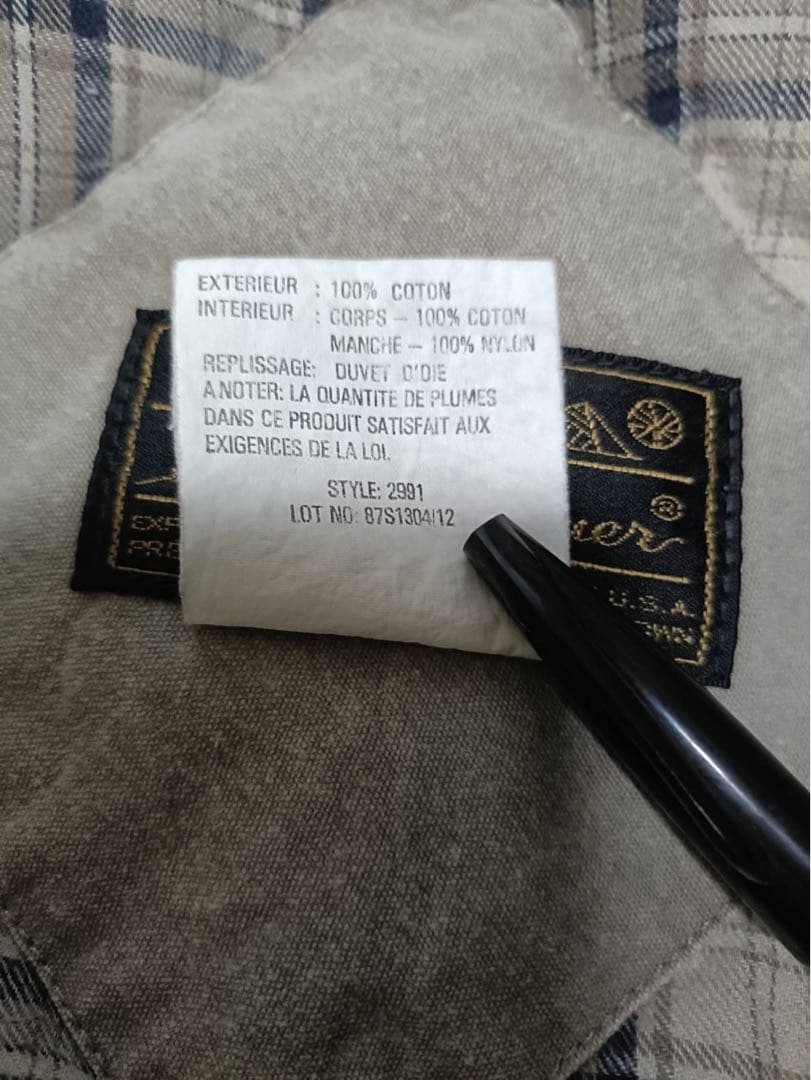 EXTERIEUR : 100% COTON
INTERIEUR : CORPS — 100% COTON
MANCHE — 100% NYLON
REPLISSAGE: DUVET D'OIE
A NOTER: LA QUANTITE DE PLUMES
DANS CE PRODUIT SATISFAIT AUX
EXIGENCES DE LA LOI.
STYLE: 2991
LOT NO: 87S1304/12
U.S.A.